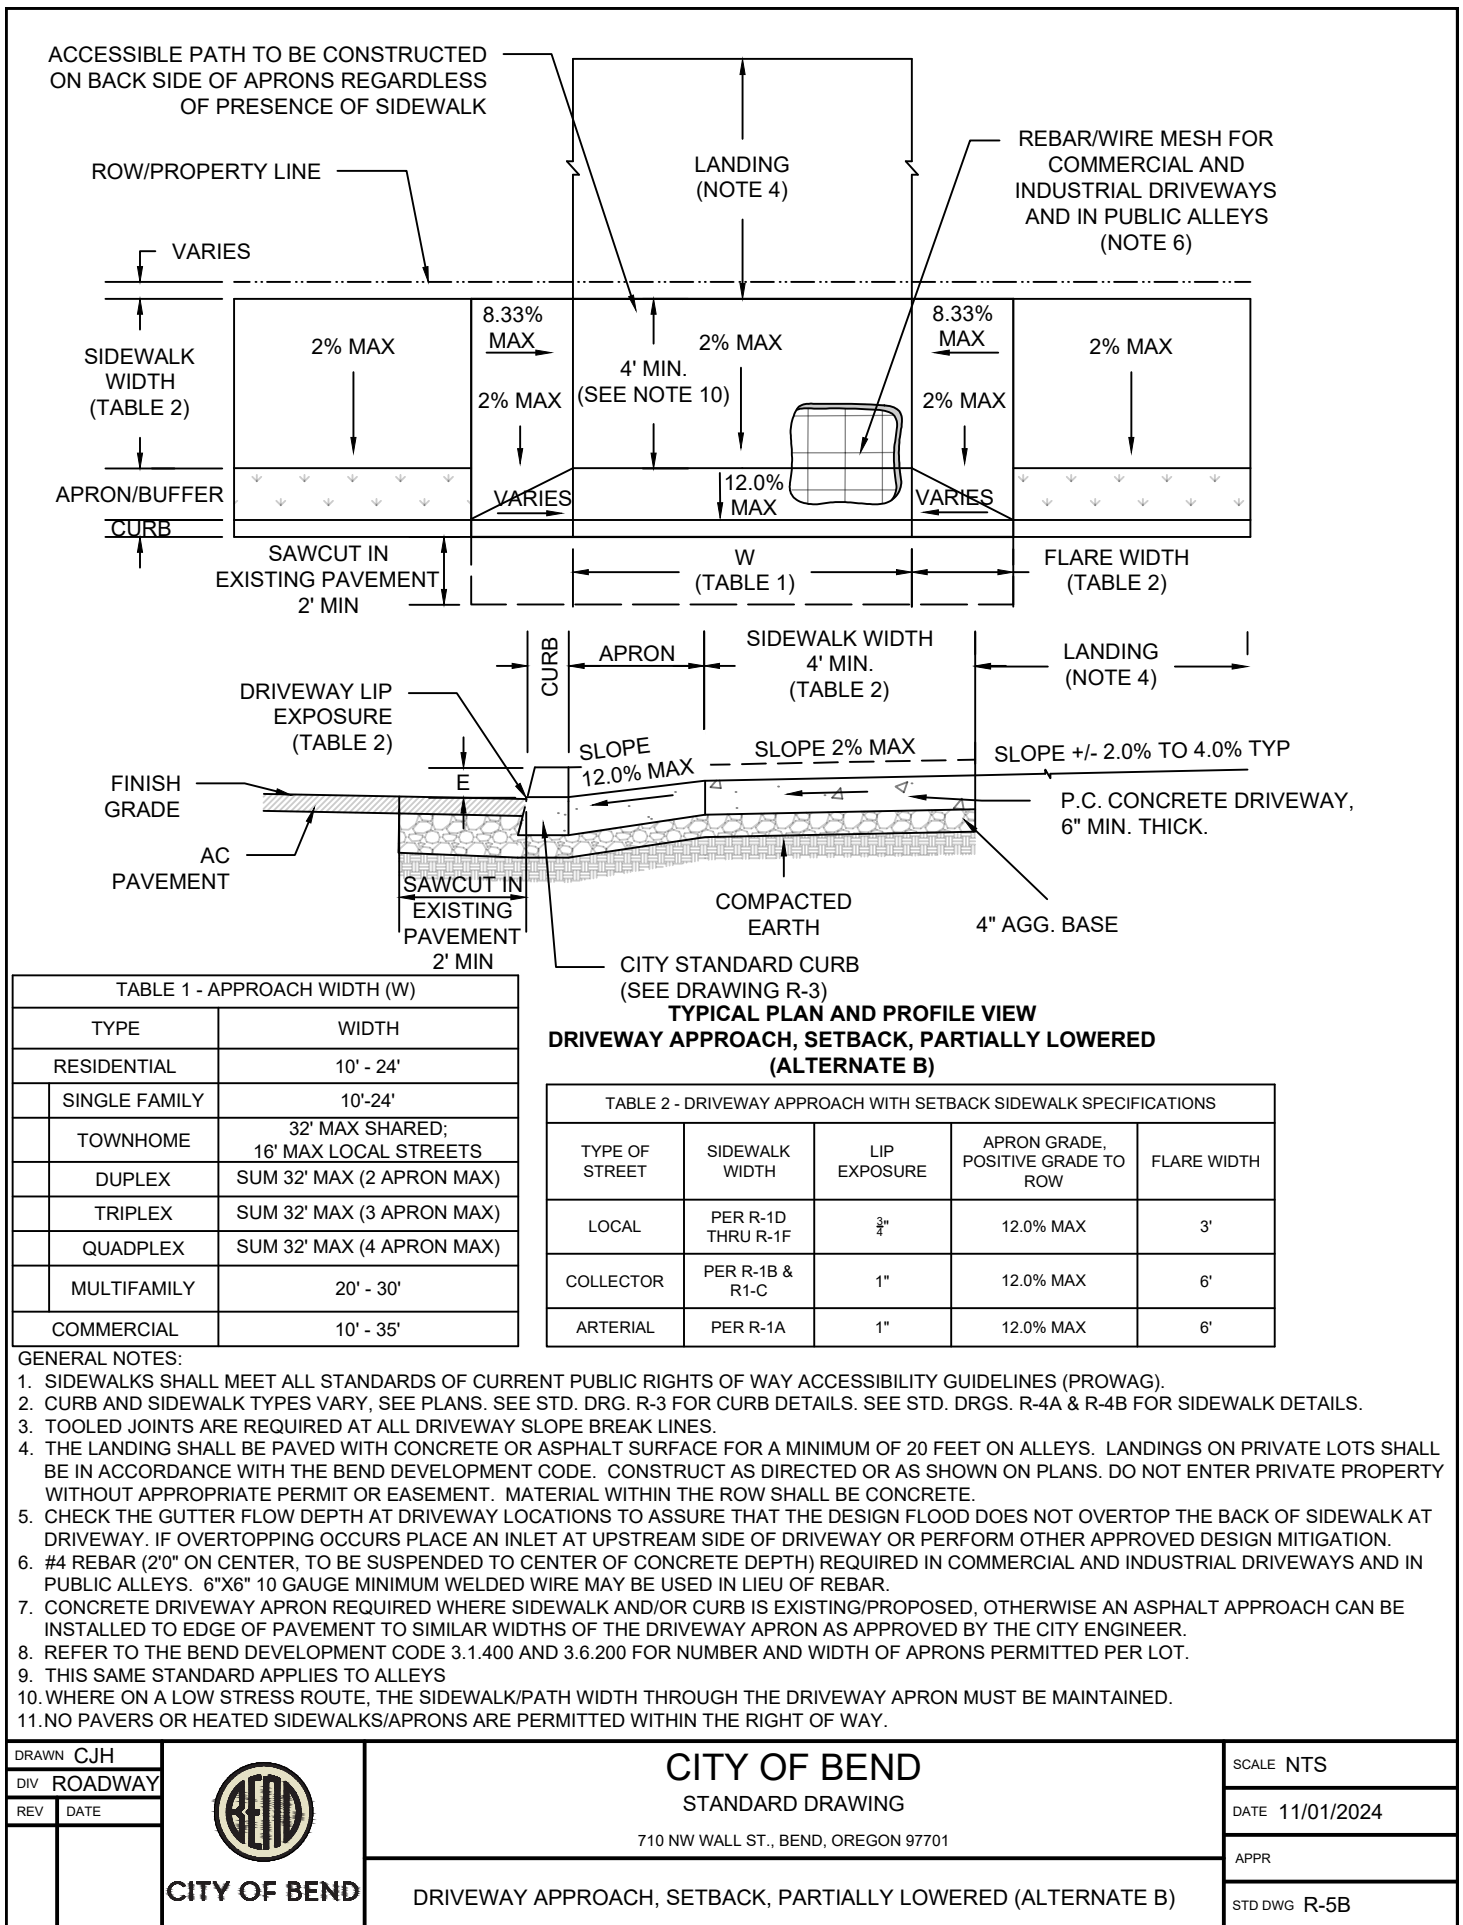 ACCESSIBLE PATH TO BE CONSTRUCTED
ON BACK SIDE OF APRONS REGARDLESS
OF PRESENCE OF SIDEWALK
ROW/PROPERTY LINE
VARIES
LANDING
(NOTE 4)
REBAR/WIRE MESH FOR
COMMERCIAL AND
INDUSTRIAL DRIVEWAYS
AND IN PUBLIC ALLEYS
(NOTE 6)
SIDEWALK
WIDTH
(TABLE 2)
2% MAX
8.33%
MAX
2% MAX
4' MIN.
(SEE NOTE 10)
2% MAX
8.33%
MAX
2% MAX
2% MAX
APRON/BUFFER
CURB
VARIES
12.0%
MAX
VARIES
SAWCUT IN
EXISTING PAVEMENT
2' MIN
W
(TABLE 1)
FLARE WIDTH
(TABLE 2)
CURB
APRON
SIDEWALK WIDTH
4' MIN.
(TABLE 2)
LANDING
(NOTE 4)
DRIVEWAY LIP
EXPOSURE
(TABLE 2)
E
SLOPE
12.0% MAX
SLOPE 2% MAX
SLOPE +/- 2.0% TO 4.0% TYP
FINISH
GRADE
AC
PAVEMENT
P.C. CONCRETE DRIVEWAY,
6" MIN. THICK.
SAWCUT IN
EXISTING
PAVEMENT
2' MIN
COMPACTED
EARTH
4" AGG. BASE
CITY STANDARD CURB
(SEE DRAWING R-3)
TYPICAL PLAN AND PROFILE VIEW
DRIVEWAY APPROACH, SETBACK, PARTIALLY LOWERED
(ALTERNATE B)
TABLE 1 - APPROACH WIDTH (W)
TYPE WIDTH
RESIDENTIAL 10' - 24'
SINGLE FAMILY 10'-24'
TOWNHOME 32' MAX SHARED;
16' MAX LOCAL STREETS
DUPLEX SUM 32' MAX (2 APRON MAX)
TRIPLEX SUM 32' MAX (3 APRON MAX)
QUADPLEX SUM 32' MAX (4 APRON MAX)
MULTIFAMILY 20' - 30'
COMMERCIAL 10' - 35'
TABLE 2 - DRIVEWAY APPROACH WITH SETBACK SIDEWALK SPECIFICATIONS
TYPE OF
STREET
SIDEWALK
WIDTH
LIP
EXPOSURE
APRON GRADE,
POSITIVE GRADE TO
ROW
FLARE WIDTH
LOCAL PER R-1D
THRU R-1F
3/4" 12.0% MAX 3'
COLLECTOR PER R-1B &
R1-C
1" 12.0% MAX 6'
ARTERIAL PER R-1A 1" 12.0% MAX 6'
GENERAL NOTES:
1. SIDEWALKS SHALL MEET ALL STANDARDS OF CURRENT PUBLIC RIGHTS OF WAY ACCESSIBILITY GUIDELINES (PROWAG).
2. CURB AND SIDEWALK TYPES VARY, SEE PLANS. SEE STD. DRG. R-3 FOR CURB DETAILS. SEE STD. DRGS. R-4A & R-4B FOR SIDEWALK DETAILS.
3. TOOLED JOINTS ARE REQUIRED AT ALL DRIVEWAY SLOPE BREAK LINES.
4. THE LANDING SHALL BE PAVED WITH CONCRETE OR ASPHALT SURFACE FOR A MINIMUM OF 20 FEET ON ALLEYS. LANDINGS ON PRIVATE LOTS SHALL
BE IN ACCORDANCE WITH THE BEND DEVELOPMENT CODE. CONSTRUCT AS DIRECTED OR AS SHOWN ON PLANS. DO NOT ENTER PRIVATE PROPERTY
WITHOUT APPROPRIATE PERMIT OR EASEMENT. MATERIAL WITHIN THE ROW SHALL BE CONCRETE.
5. CHECK THE GUTTER FLOW DEPTH AT DRIVEWAY LOCATIONS TO ASSURE THAT THE DESIGN FLOOD DOES NOT OVERTOP THE BACK OF SIDEWALK AT
DRIVEWAY. IF OVERTOPPING OCCURS PLACE AN INLET AT UPSTREAM SIDE OF DRIVEWAY OR PERFORM OTHER APPROVED DESIGN MITIGATION.
6. #4 REBAR (2'0" ON CENTER, TO BE SUSPENDED TO CENTER OF CONCRETE DEPTH) REQUIRED IN COMMERCIAL AND INDUSTRIAL DRIVEWAYS AND IN
PUBLIC ALLEYS. 6"X6" 10 GAUGE MINIMUM WELDED WIRE MAY BE USED IN LIEU OF REBAR.
7. CONCRETE DRIVEWAY APRON REQUIRED WHERE SIDEWALK AND/OR CURB IS EXISTING/PROPOSED, OTHERWISE AN ASPHALT APPROACH CAN BE
INSTALLED TO EDGE OF PAVEMENT TO SIMILAR WIDTHS OF THE DRIVEWAY APRON AS APPROVED BY THE CITY ENGINEER.
8. REFER TO THE BEND DEVELOPMENT CODE 3.1.400 AND 3.6.200 FOR NUMBER AND WIDTH OF APRONS PERMITTED PER LOT.
9. THIS SAME STANDARD APPLIES TO ALLEYS
10. WHERE ON A LOW STRESS ROUTE, THE SIDEWALK/PATH WIDTH THROUGH THE DRIVEWAY APRON MUST BE MAINTAINED.
11. NO PAVERS OR HEATED SIDEWALKS/APRONS ARE PERMITTED WITHIN THE RIGHT OF WAY.
DRAWN CJH
DIV ROADWAY
REV DATE
BEND
CITY OF BEND
CITY OF BEND
STANDARD DRAWING
710 NW WALL ST., BEND, OREGON 97701
DRIVEWAY APPROACH, SETBACK, PARTIALLY LOWERED (ALTERNATE B)
SCALE NTS
DATE 11/01/2024
APPR
STD DWG R-5B